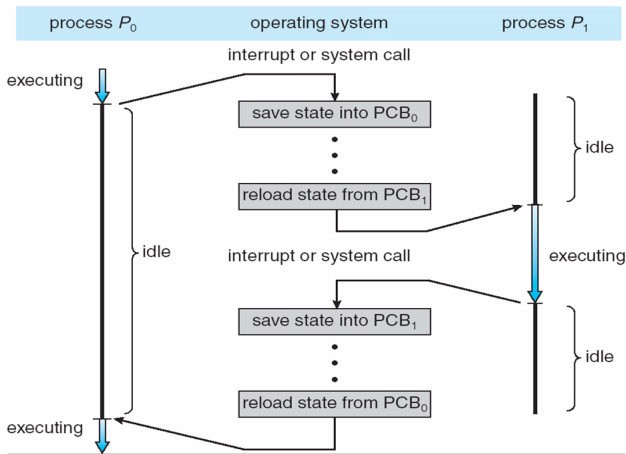 process P0 operating system process P1
interrupt or system call
executing
save state into PCB0
idle
reload state from PCB1
idle
interrupt or system call
executing
save state into PCB1
idle
reload state from PCB0
executing